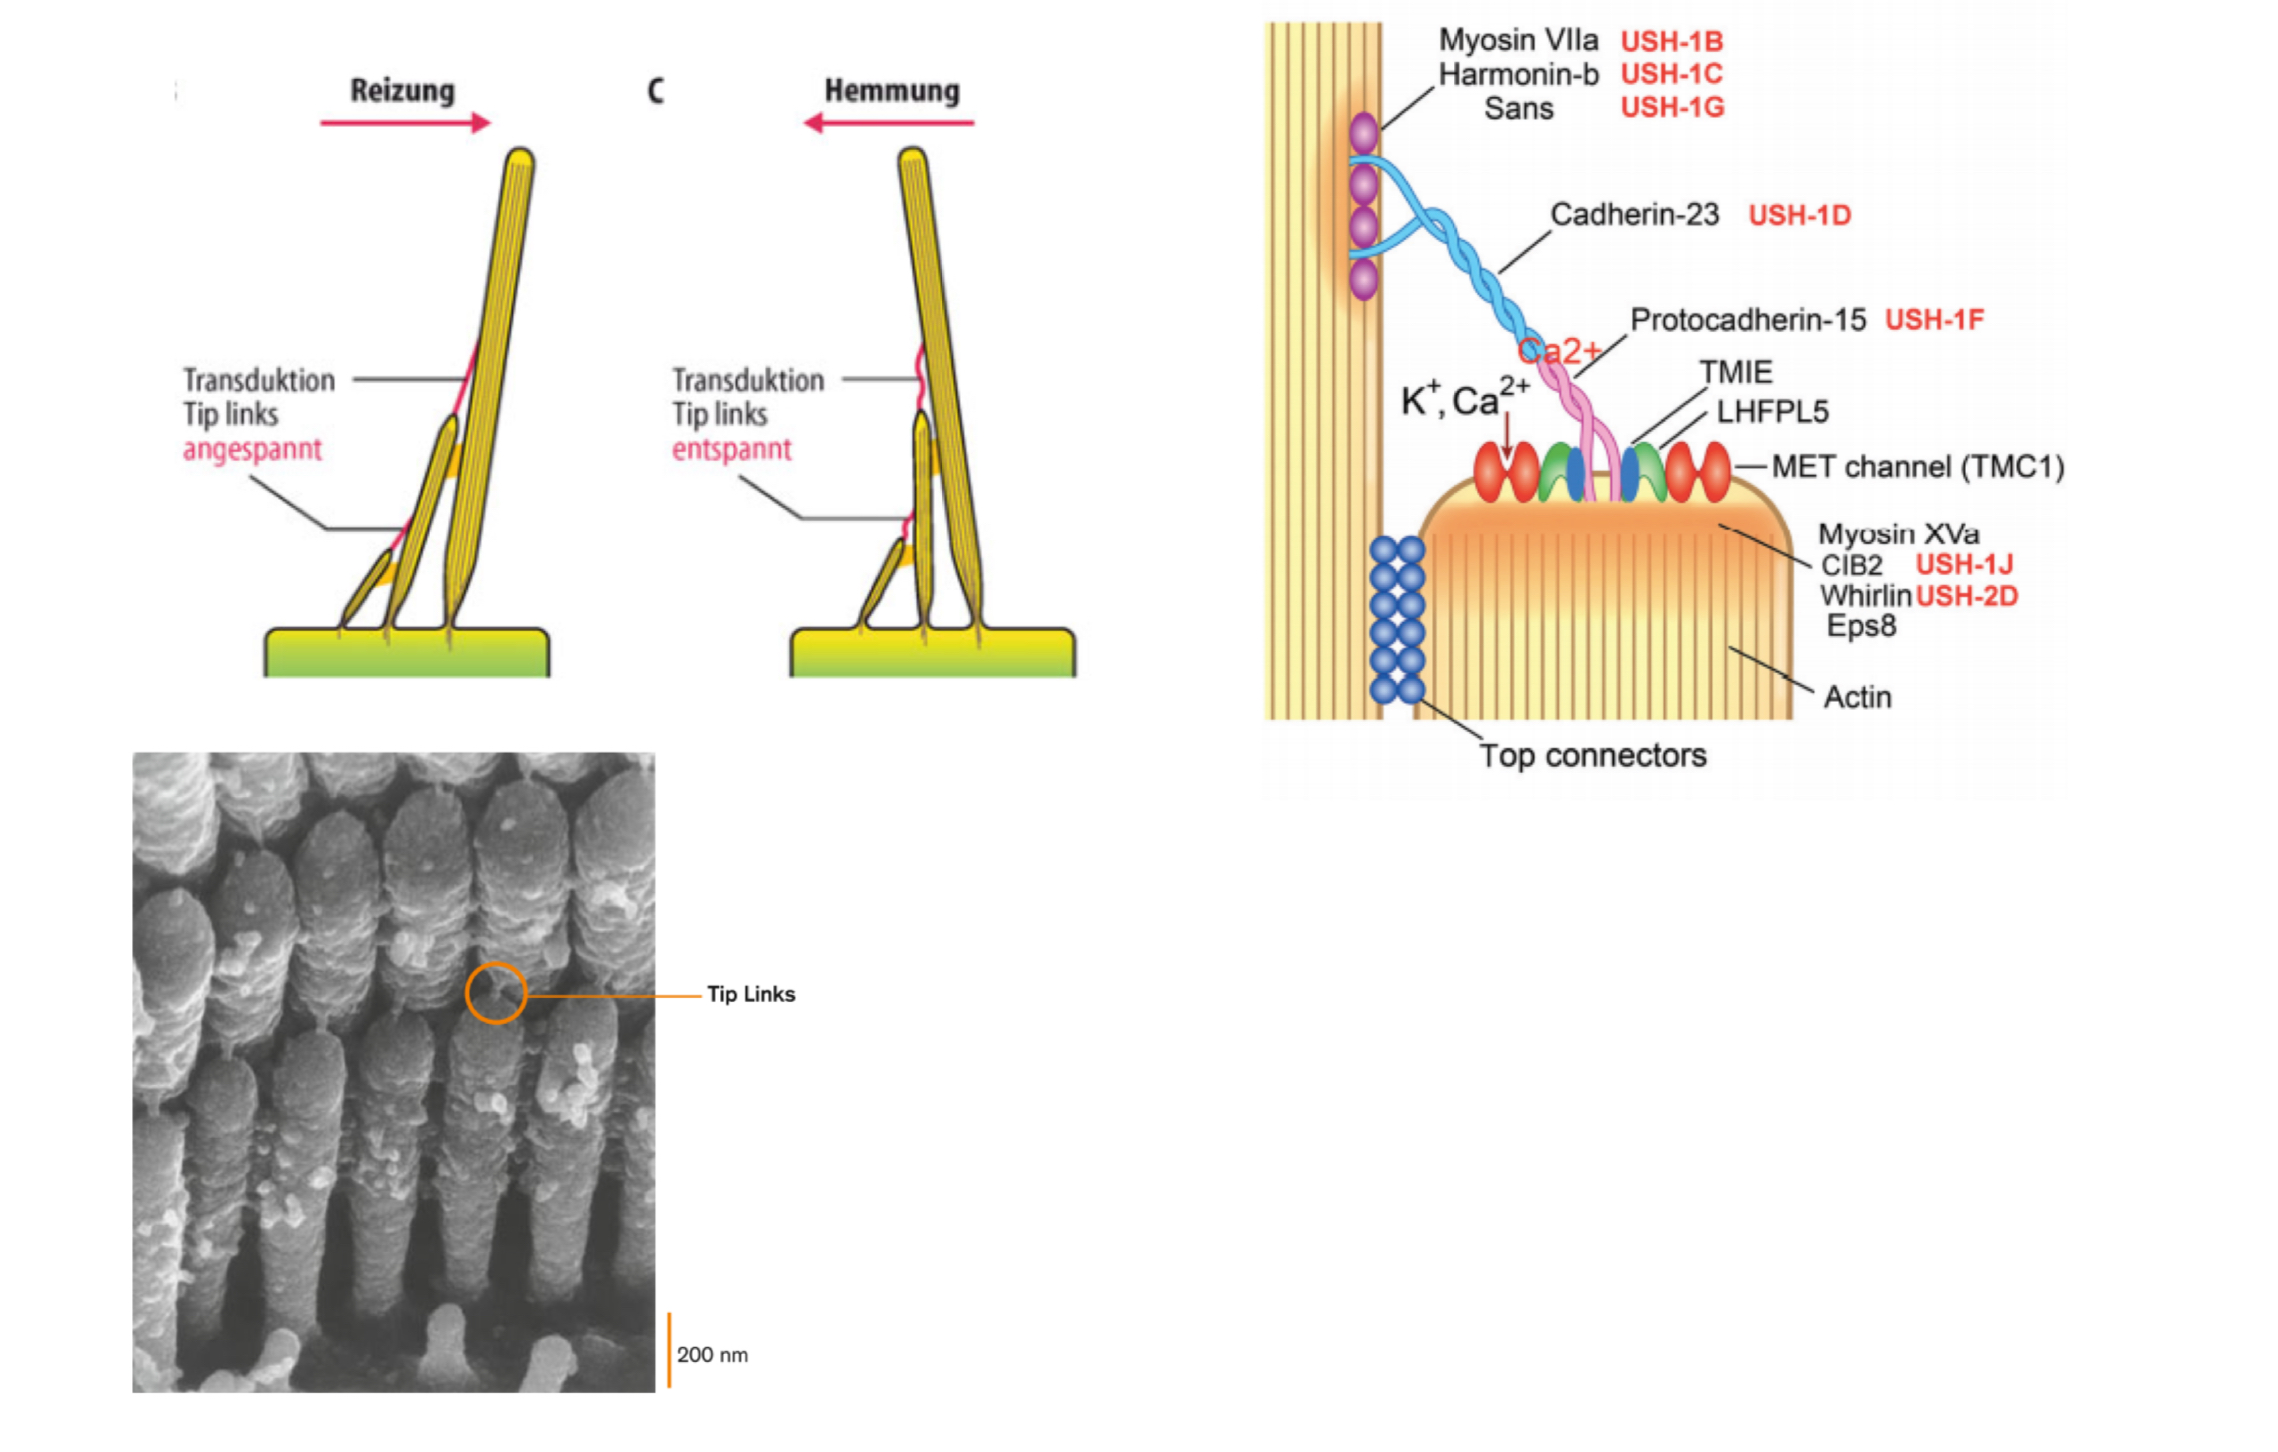 Reizung
C
Hemmung
Transduktion
Tip links
angespannt
Transduktion
Tip links
entspannt
Myosin VIIa USH-1B
Harmonin-b USH-1C
Sans USH-1G
Cadherin-23 USH-1D
Protocadherin-15 USH-1F
Ca2+
TMIE
K+, Ca2+
LHFPL5
MET channel (TMC1)
Myosin XVa
CIB2 USH-1J
Whirlin USH-2D
Eps8
Actin
Top connectors
Tip Links
200 nm